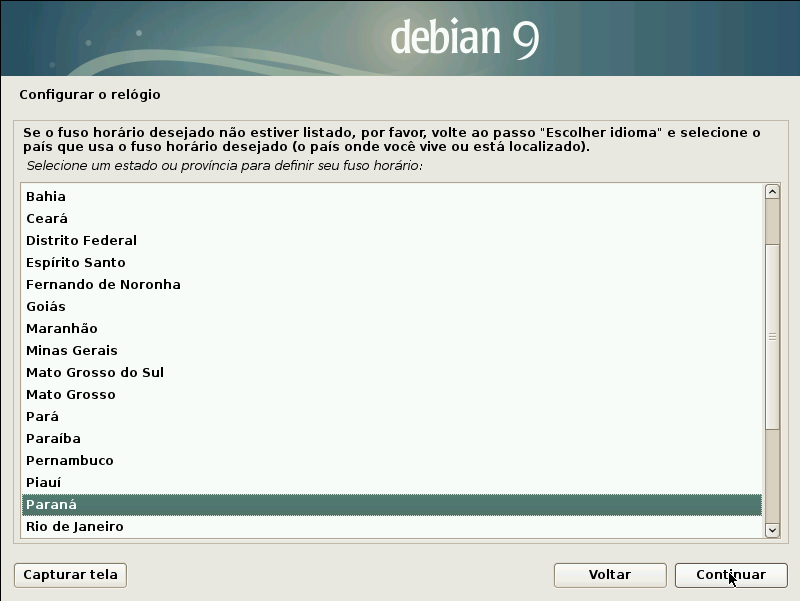 debian 9
Configurar o relógio
Se o fuso horário desejado não estiver listado, por favor, volte ao passo "Escolher idioma" e selecione o
país que usa o fuso horário desejado (o país onde você vive ou está localizado).
Selecione um estado ou província para definir seu fuso horário:
Bahia
Ceará
Distrito Federal
Espírito Santo
Fernando de Noronha
Goiás
Maranhão
Minas Gerais
Mato Grosso do Sul
Mato Grosso
Pará
Paraíba
Pernambuco
Piauí
Paraná
Rio de Janeiro
Capturar tela
Voltar
Continuar